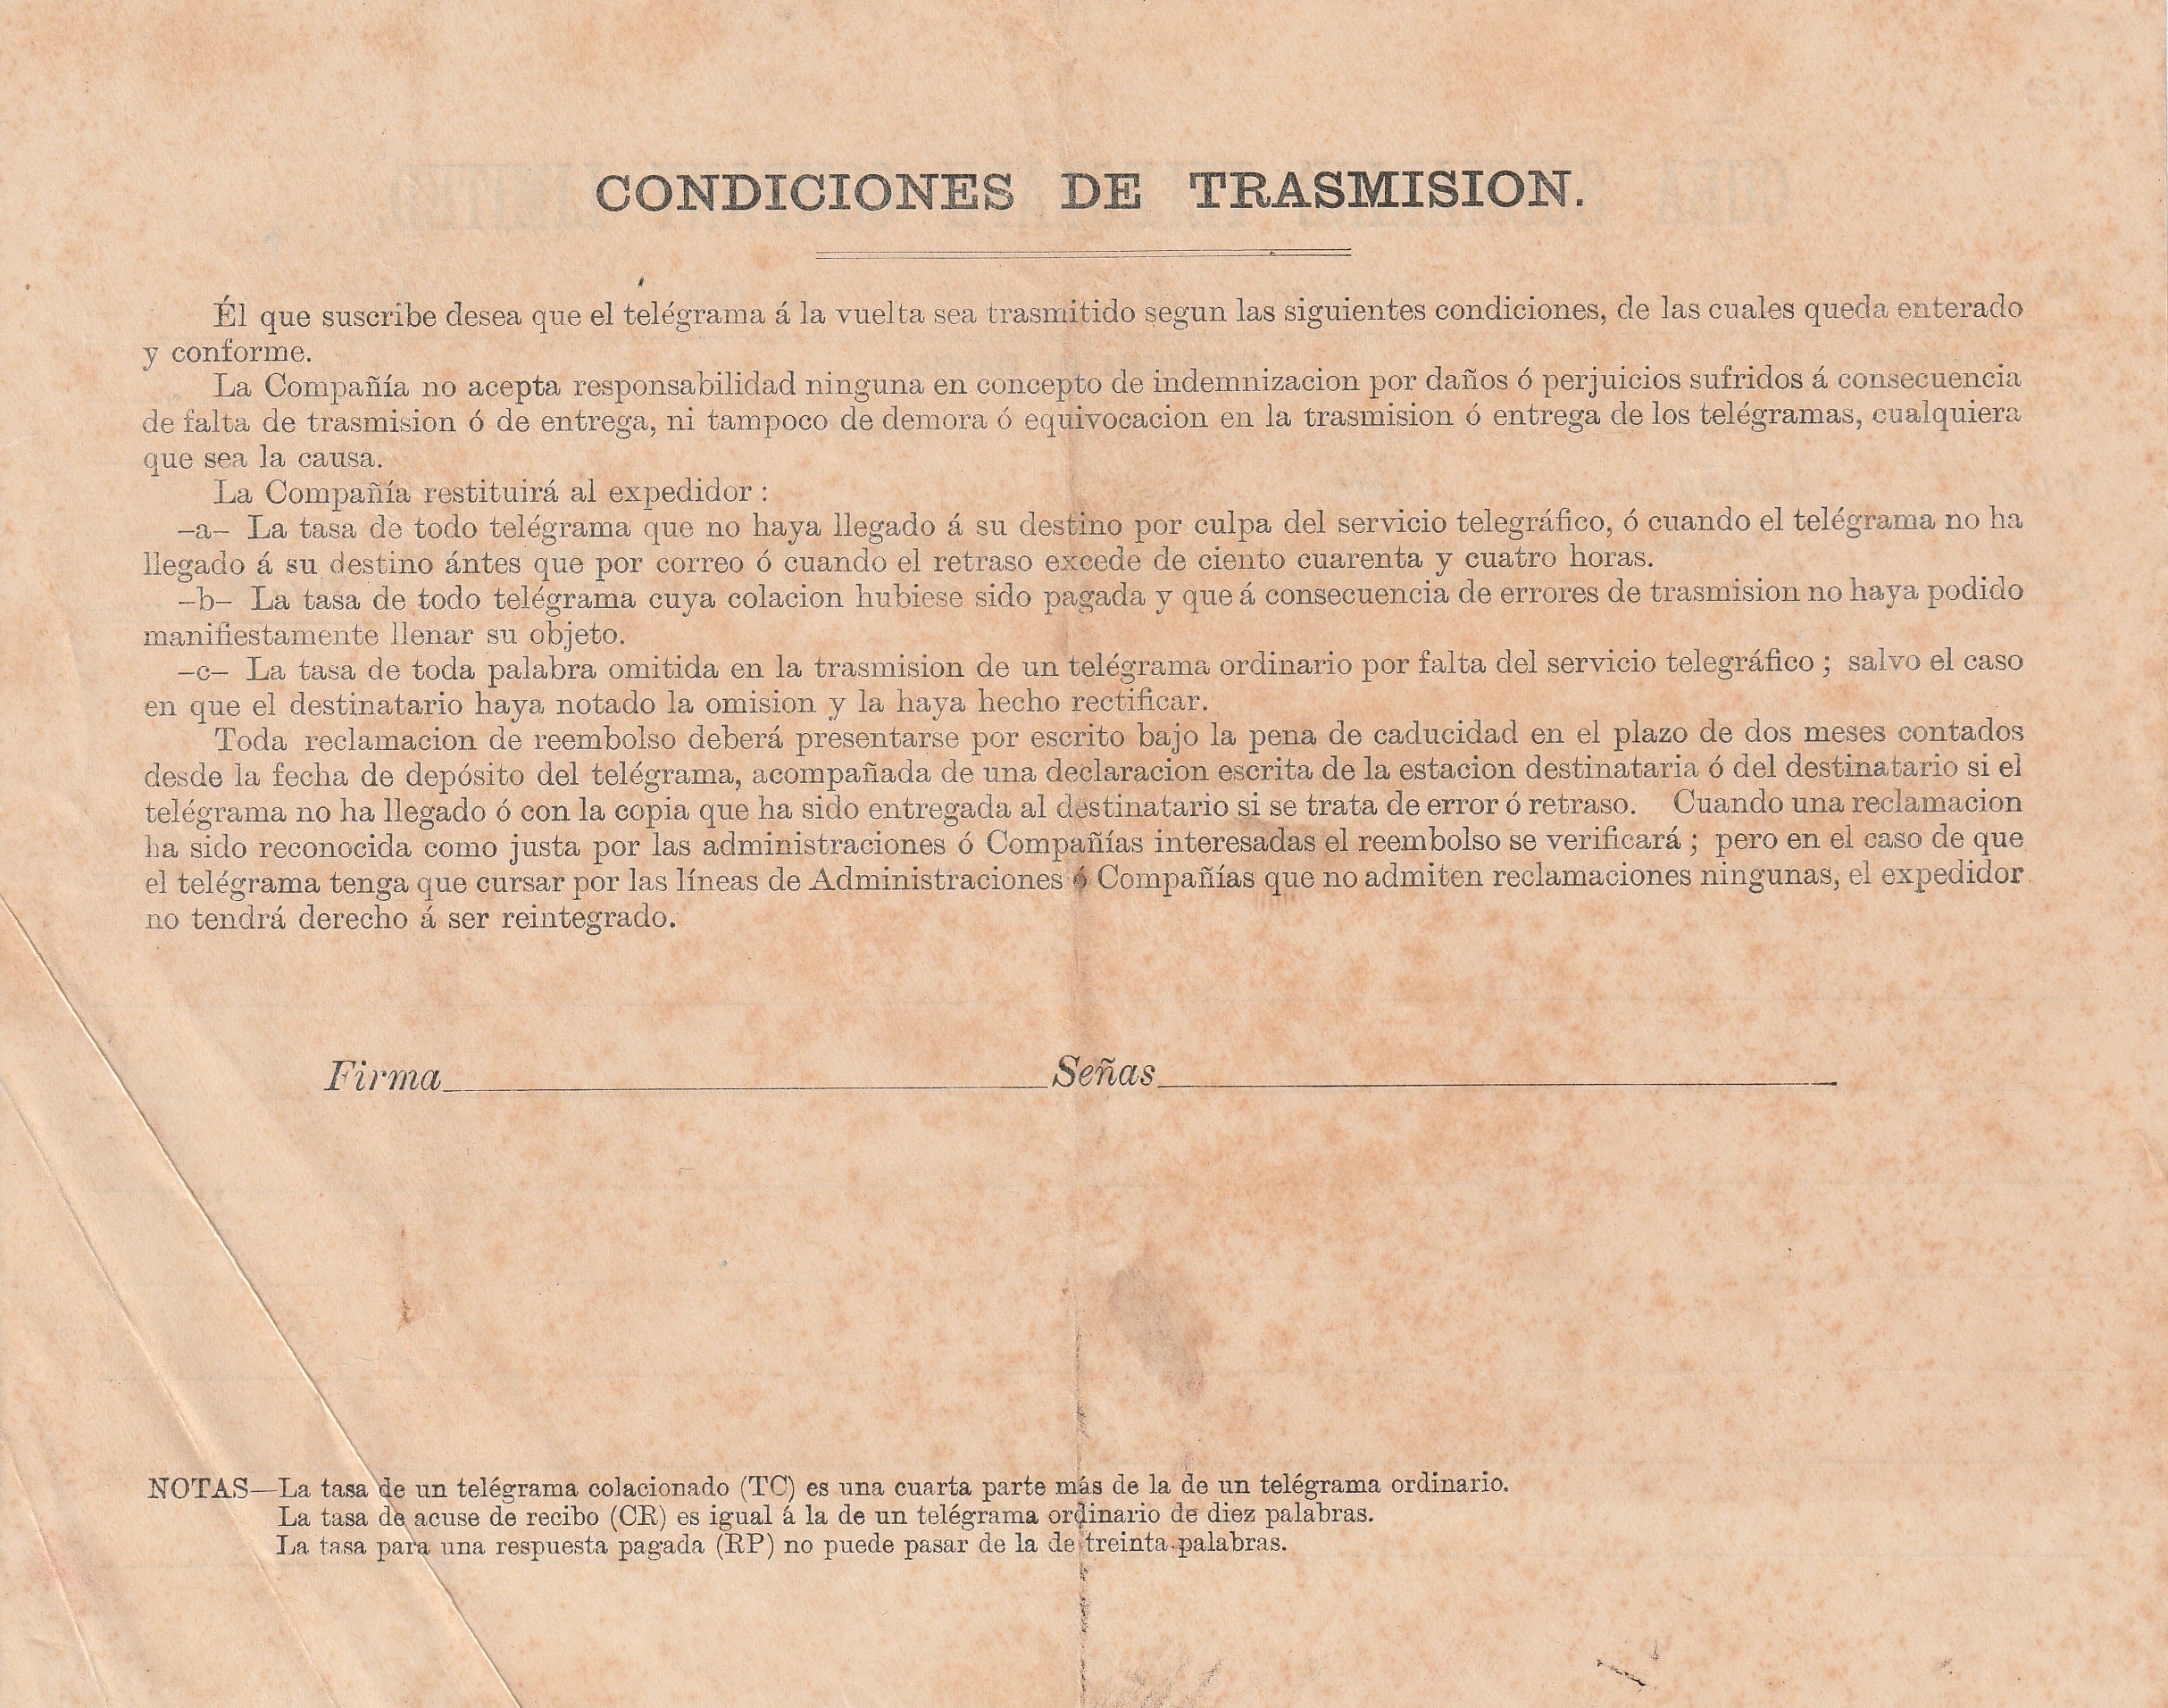 CONDICIONES DE TRASMISION.
Él que suscribe desea que el telégrama á la vuelta sea trasmitido segun las siguientes condiciones, de las cuales queda enterado
y conforme.
La Compañía no acepta responsabilidad ninguna en concepto de indemnizacion por daños ó perjuicios sufridos á consecuencia
de falta de trasmision ó de entrega, ni tampoco de demora ó equivocacion en la trasmision ó entrega de los telégramas, cualquiera
que sea la causa.
La Compañía restituirá al expedidor :
–a– La tasa de todo telégrama que no haya llegado á su destino por culpa del servicio telegráfico, ó cuando el telégrama no ha
llegado á su destino ántes que por correo ó cuando el retraso excede de ciento cuarenta y cuatro horas.
–b– La tasa de todo telégrama cuya colacion hubiese sido pagada y que á consecuencia de errores de trasmision no haya podido
manifiestamente llenar su objeto.
–c– La tasa de toda palabra omitida en la trasmision de un telégrama ordinario por falta del servicio telegráfico ; salvo el caso
en que el destinatario haya notado la omision y la haya hecho rectificar.
Toda reclamacion de reembolso deberá presentarse por escrito bajo la pena de caducidad en el plazo de dos meses contados
desde la fecha de depósito del telégrama, acompañada de una declaracion escrita de la estacion destinataria ó del destinatario si el
telégrama no ha llegado ó con la copia que ha sido entregada al destinatario si se trata de error ó retraso. Cuando una reclamacion
ha sido reconocida como justa por las administraciones ó Compañías interesadas el reembolso se verificará ; pero en el caso de que
el telégrama tenga que cursar por las líneas de Administraciones ó Compañías que no admiten reclamaciones ningunas, el expedidor
no tendrá derecho á ser reintegrado.
Firma Señas
NOTAS—La tasa de un telégrama colacionado (TC) es una cuarta parte más de la de un telégrama ordinario.
La tasa de acuse de recibo (CR) es igual á la de un telégrama ordinario de diez palabras.
La tasa para una respuesta pagada (RP) no puede pasar de la de treinta palabras.